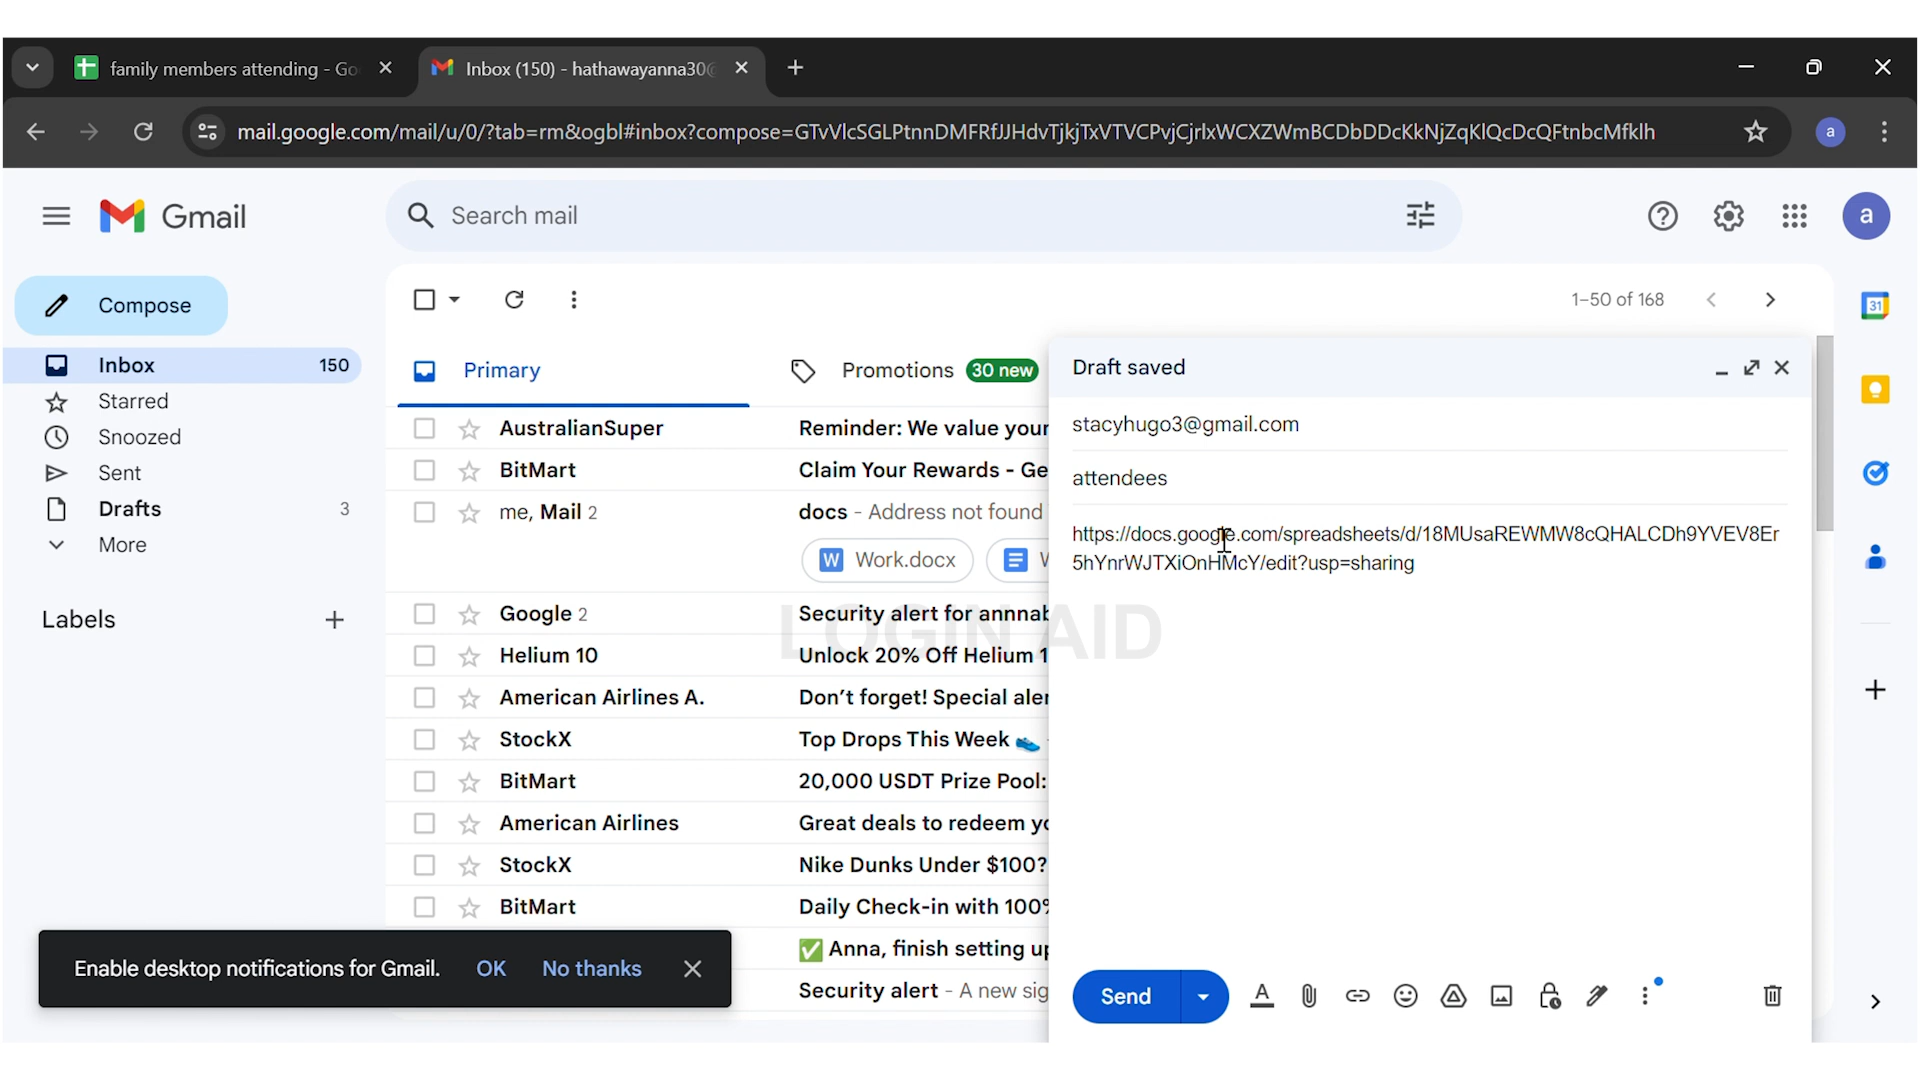 family members attending - Go
Inbox (150) - hathawayanna30@
mail.google.com/mail/u/0/?tab=rm&ogbl#inbox?compose=GTvVlcSGLPtnnDMFRfJJHdvTjkjTxVTVCPvjCjrlxWCXZWmBCDbDDcKkNjZqKlQcDcQFtnbcMfklh
a
Gmail
Search mail
a
Compose
1–50 of 168
31
Inbox 150
Primary
Promotions 30 new
Draft saved
Starred
Snoozed
Sent
Drafts 3
More
Labels
AustralianSuper Reminder: We value your
BitMart Claim Your Rewards - Ge
me, Mail 2 docs - Address not found
W Work.docx
Google 2 Security alert for annnab
Helium 10 Unlock 20% Off Helium 1
American Airlines A. Don't forget! Special aler
StockX Top Drops This Week
BitMart 20,000 USDT Prize Pool:
American Airlines Great deals to redeem yo
StockX Nike Dunks Under $100?
BitMart Daily Check-in with 100%
✅ Anna, finish setting up
Security alert - A new sig
stacyhugo3@gmail.com
attendees
https://docs.google.com/spreadsheets/d/18MUsaREWMW8cQHALCDh9YVEV8Er
5hYnrWJTXiOnHMcY/edit?usp=sharing
LOGIN AID
Enable desktop notifications for Gmail. OK No thanks
Send